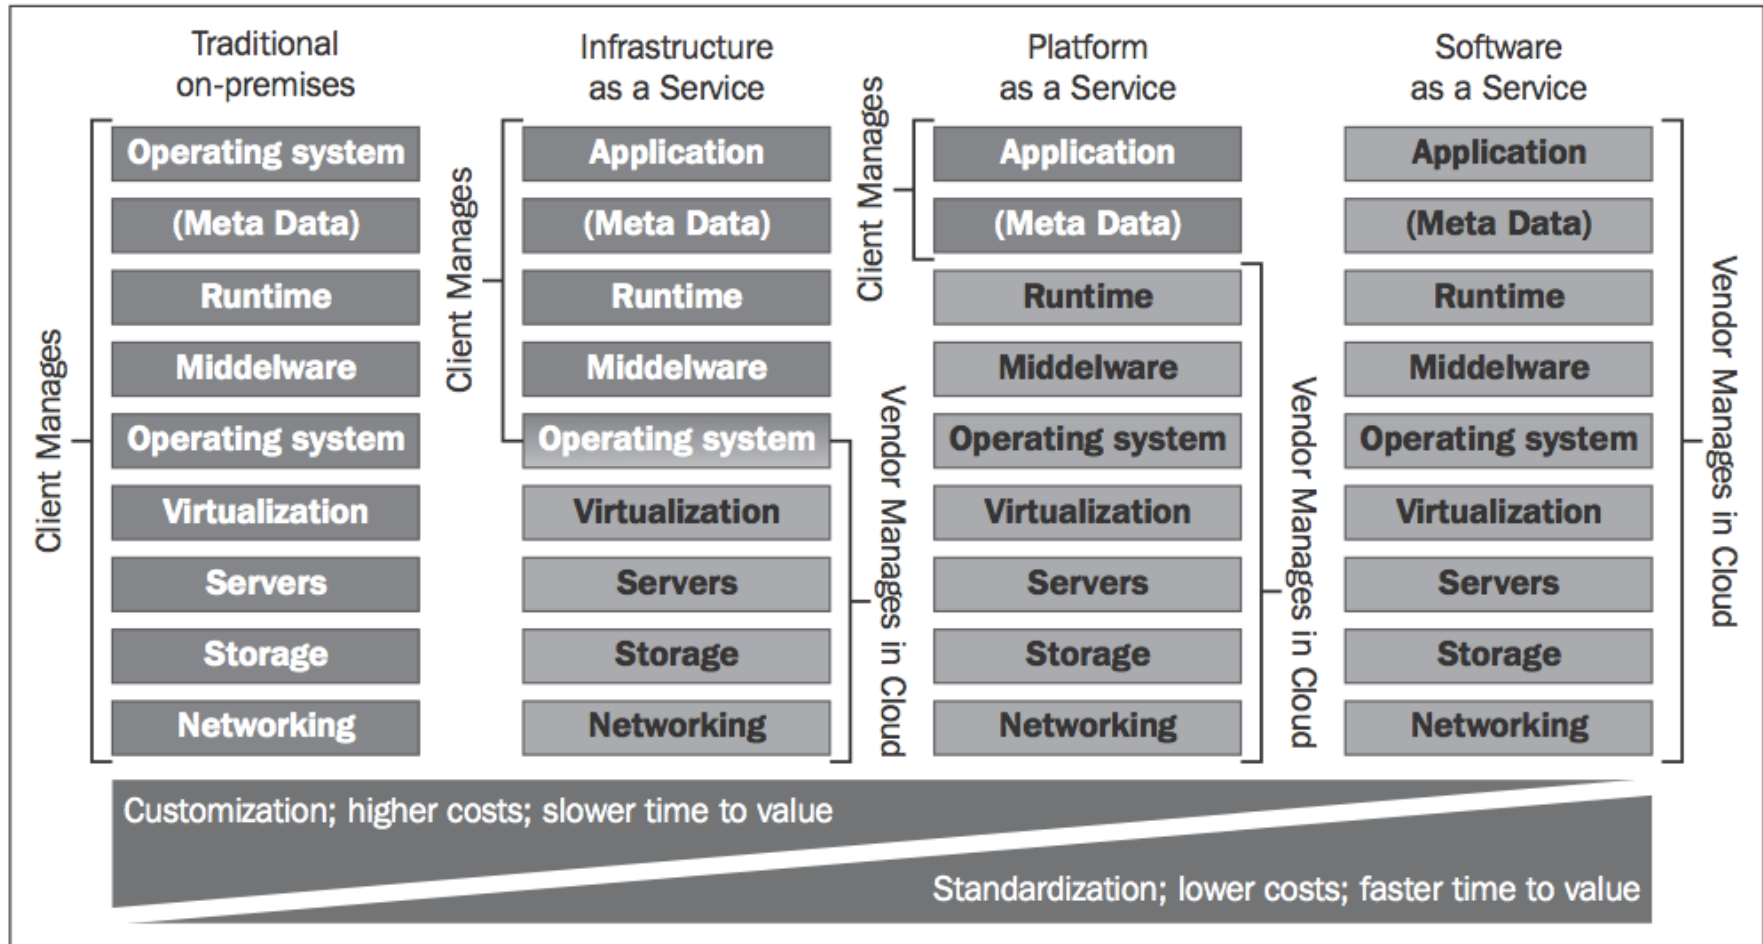 Traditional
on-premises
Client Manages
Operating system
(Meta Data)
Runtime
Middelware
Operating system
Virtualization
Servers
Storage
Networking
Infrastructure
as a Service
Client Manages
Application
(Meta Data)
Runtime
Middelware
Operating system
Virtualization
Servers
Storage
Networking
Vendor Manages in Cloud
Platform
as a Service
Client Manages
Application
(Meta Data)
Runtime
Middelware
Operating system
Virtualization
Servers
Storage
Networking
Vendor Manages in Cloud
Software
as a Service
Application
(Meta Data)
Runtime
Middelware
Operating system
Virtualization
Servers
Storage
Networking
Vendor Manages in Cloud
Customization; higher costs; slower time to value
Standardization; lower costs; faster time to value